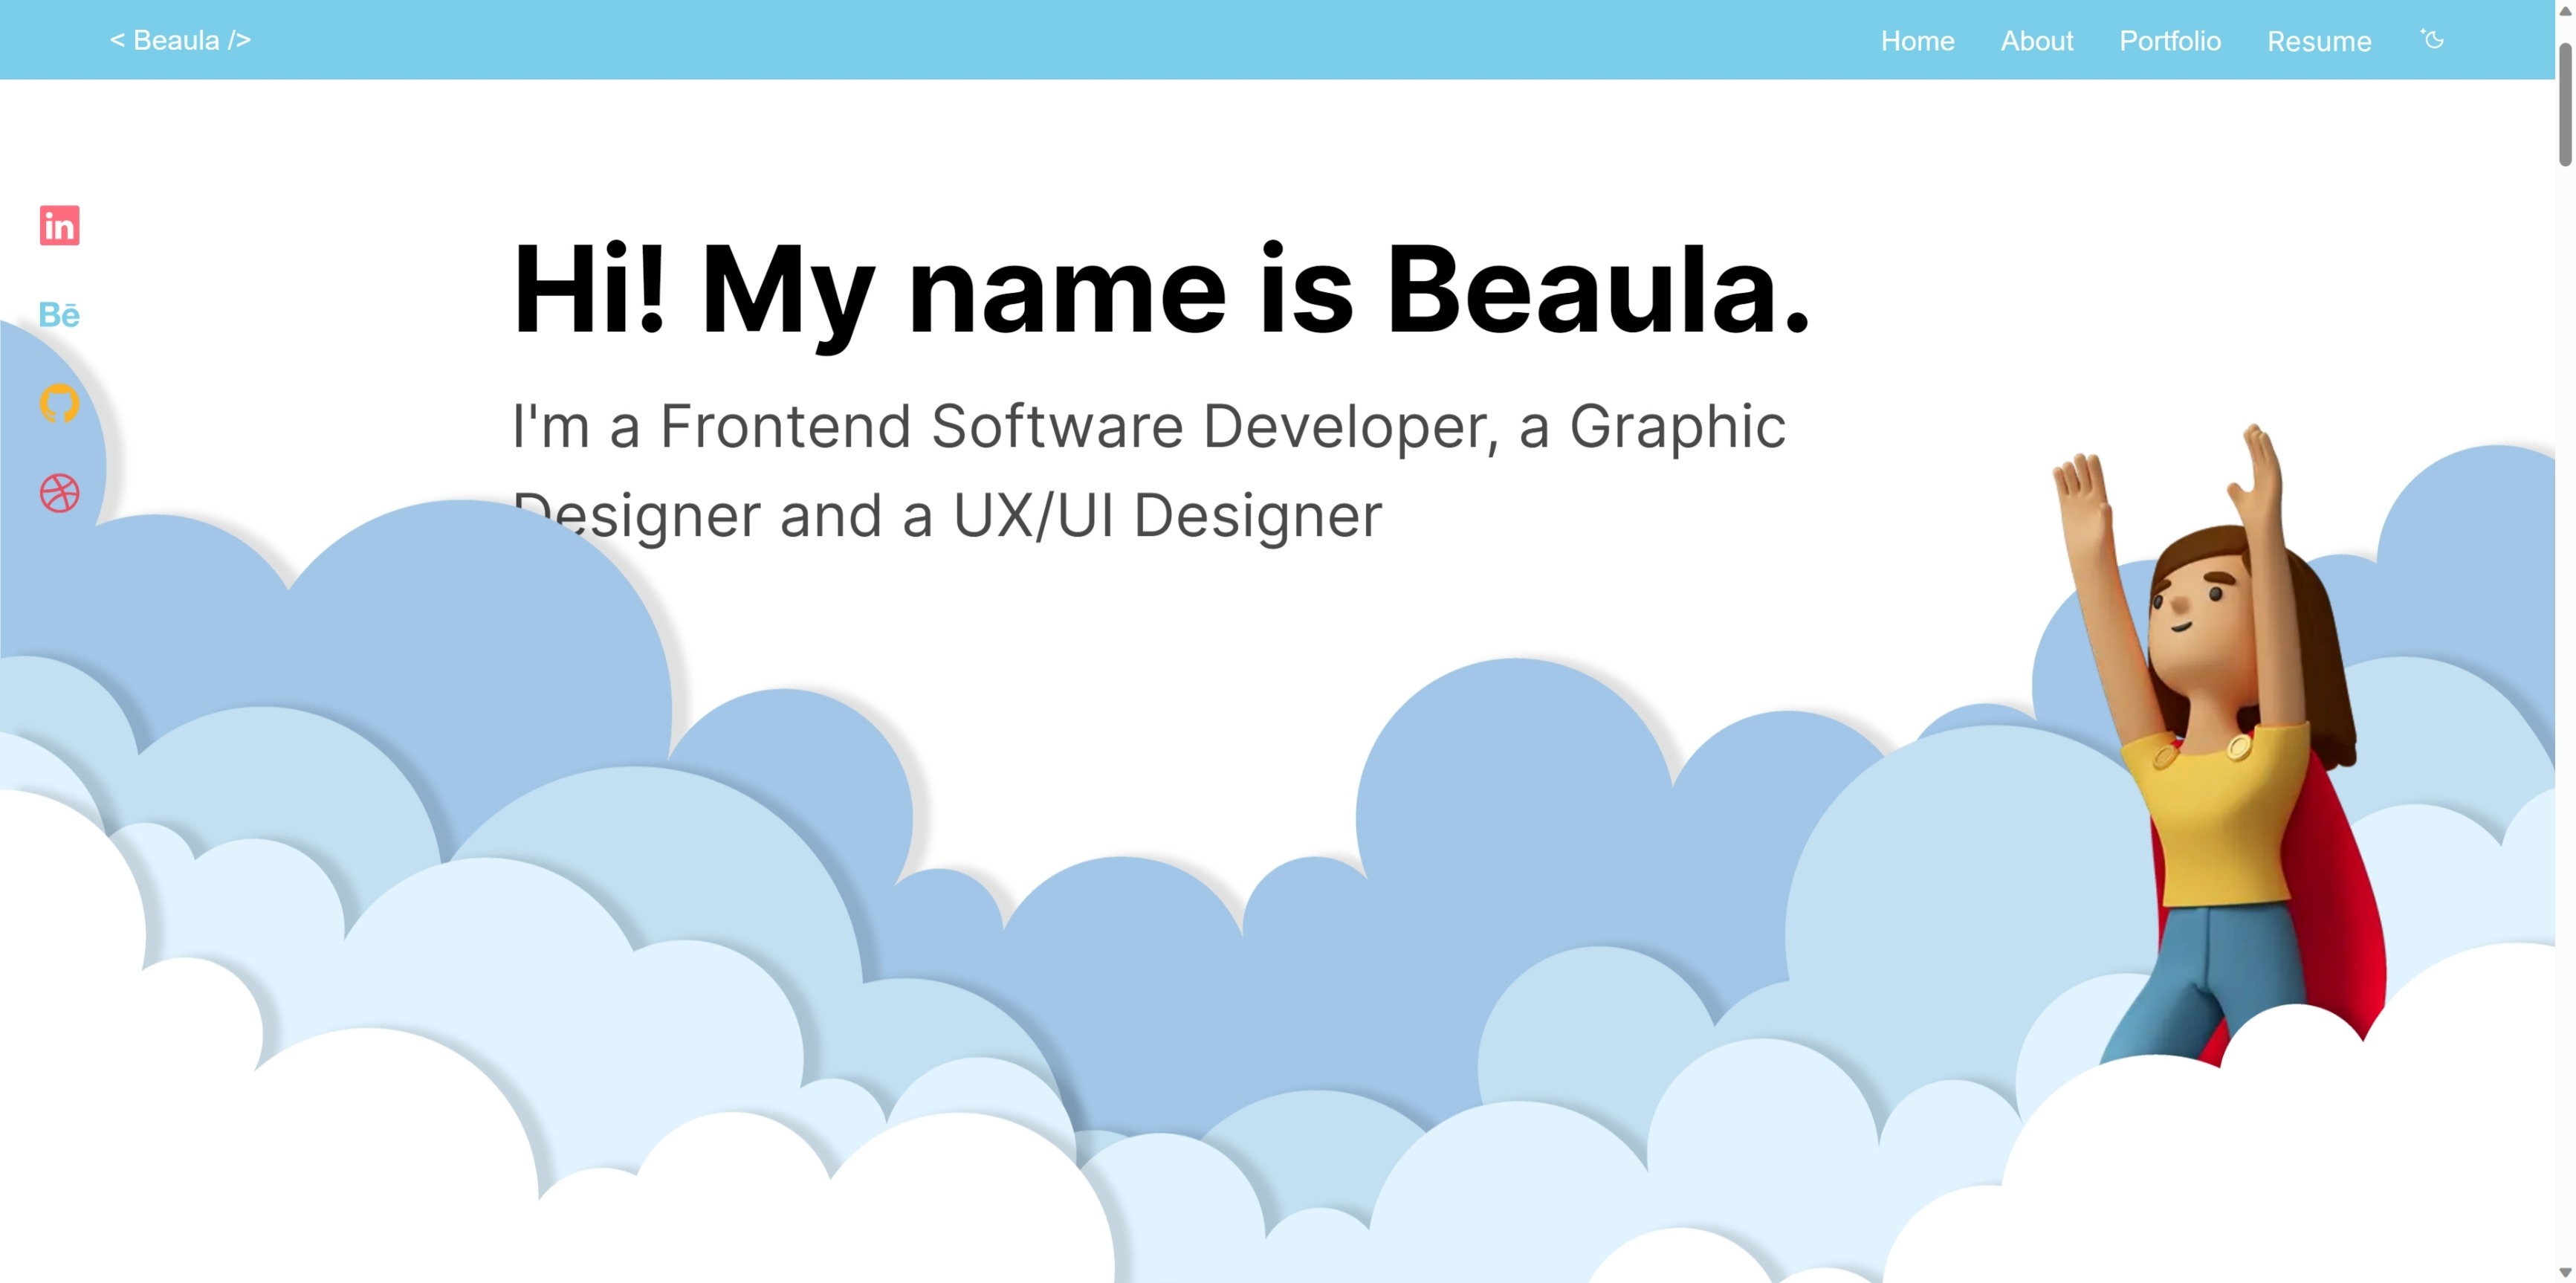 < Beaula />
Home About Portfolio Resume
in
Bē
Hi! My name is Beaula.
I'm a Frontend Software Developer, a Graphic
Designer and a UX/UI Designer